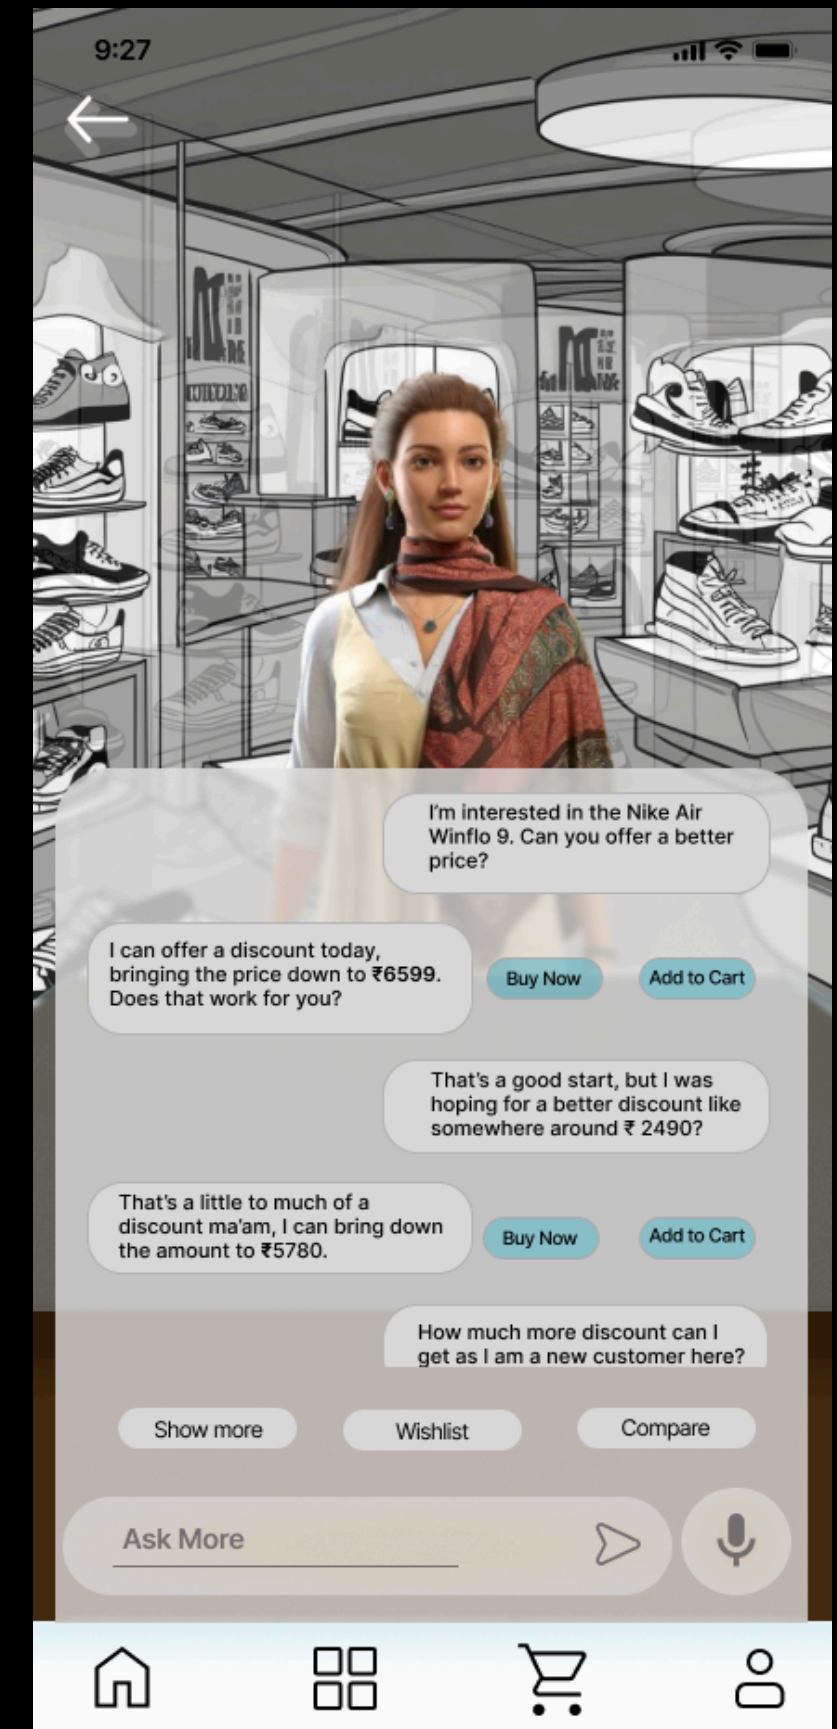 9:27
I'm interested in the Nike Air
Winflo 9. Can you offer a better
price?
I can offer a discount today,
bringing the price down to ₹6599.
Does that work for you?
Buy Now
Add to Cart
That's a good start, but I was
hoping for a better discount like
somewhere around ₹ 2490?
That's a little to much of a
discount ma'am, I can bring down
the amount to ₹5780.
Buy Now
Add to Cart
How much more discount can I
get as I am a new customer here?
Show more
Wishlist
Compare
Ask More